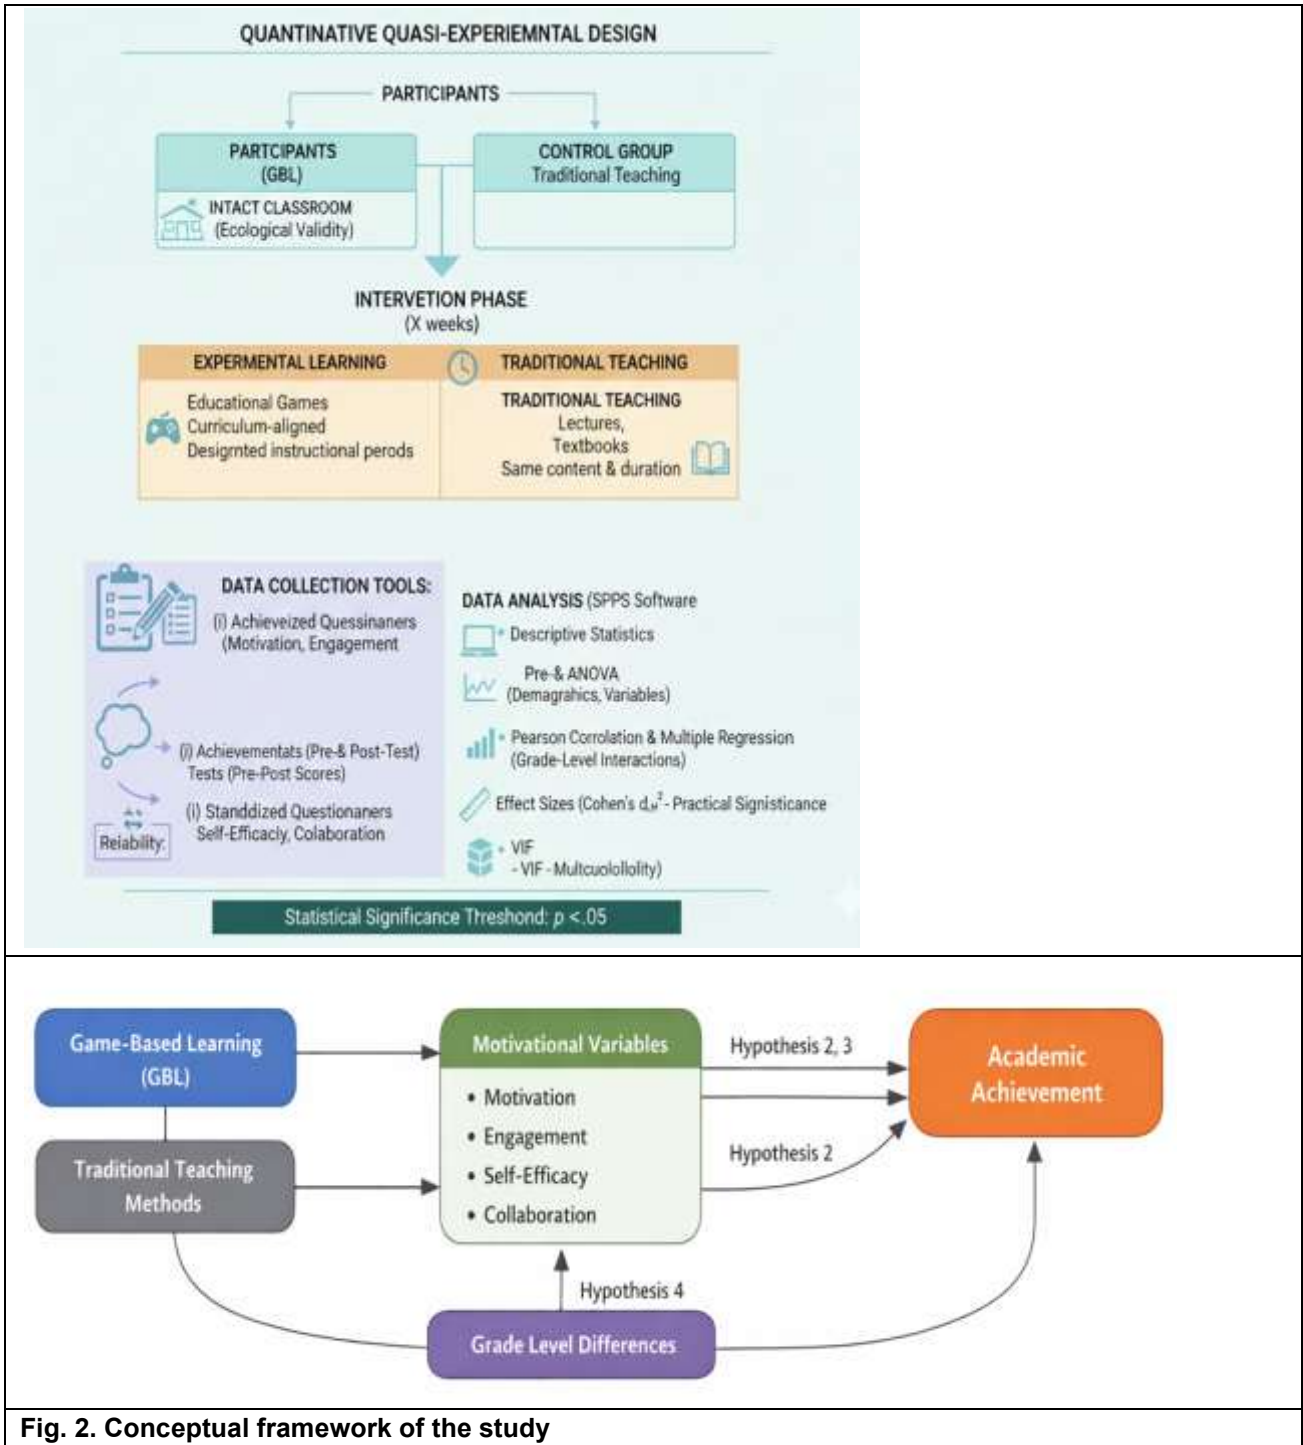 QUANTINATIVE QUASI-EXPERIEMNTAL DESIGN
PARTICIPANTS
PARTCIPANTS
(GBL)
INTACT CLASSROOM
(Ecological Validity)
CONTROL GROUP
Traditional Teaching
INTERVETION PHASE
(X weeks)
EXPERMENTAL LEARNING
Educational Games
Curriculum-aligned
Desigrnted instructional perods
TRADITIONAL TEACHING
TRADITIONAL TEACHING
Lectures,
Textbooks
Same content & duration
DATA COLLECTION TOOLS:
(i) Achieveized Quessinaners
(Motivation, Engagement
(i) Achievementats (Pre-& Post-Test)
Tests (Pre-Post Scores)
(i) Standdized Questionaners
Self-Efficacly, Colaboration
Reiability:
DATA ANALYSIS (SPPS Software
Descriptive Statistics
Pre-& ANOVA
(Demagrahics, Variables)
Pearson Corrolation & Multiple Regression
(Grade-Level Interactions)
Effect Sizes (Cohen's d,ₙ² - Practical Signisticance
• VIF
- VIF - Multcuolollolity)
Statistical Significance Threshond: p <.05
Game-Based Learning
(GBL)
Traditional Teaching
Methods
Motivational Variables
• Motivation
• Engagement
• Self-Efficacy
• Collaboration
Hypothesis 2, 3
Hypothesis 2
Academic
Achievement
Hypothesis 4
Grade Level Differences
Fig. 2. Conceptual framework of the study